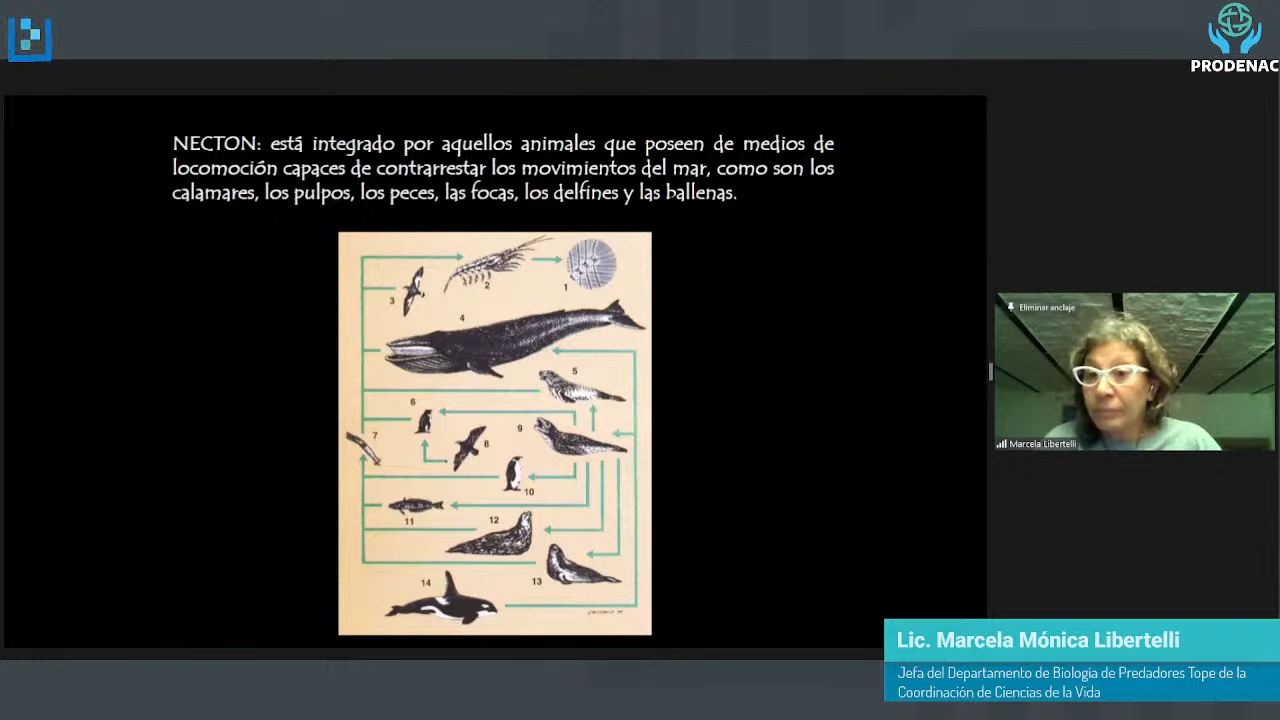 PRODENAC
NECTON: está integrado por aquellos animales que poseen de medios de
locomoción capaces de contrarrestar los movimientos del mar, como son los
calamares, los pulpos, los peces, las focas, los delfines y las ballenas.
1
2
3
4
5
6
7
8
9
10
11
12
13
14
Eliminar anclaje
Marcela Libertelli
Lic. Marcela Mónica Libertelli
Jefa del Departamento de Biología de Predadores Tope de la
Coordinación de Ciencias de la Vida